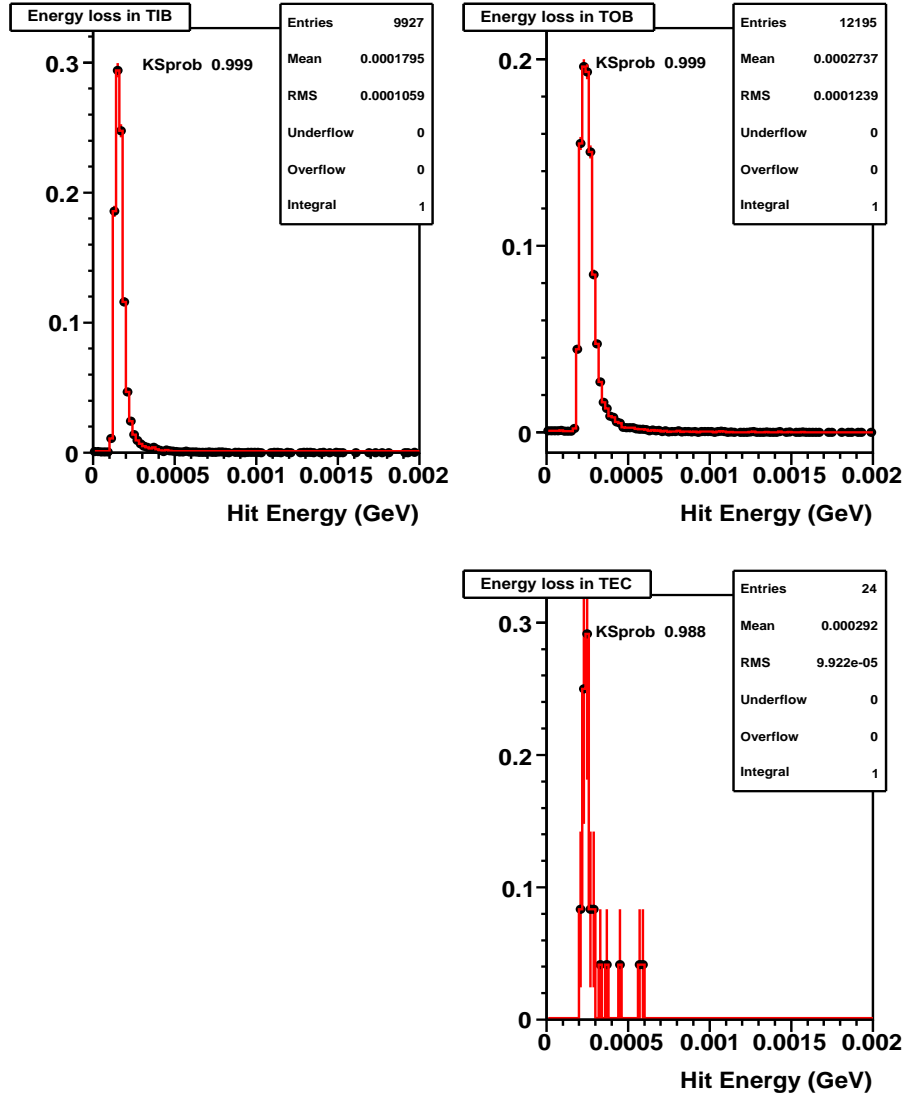 Energy loss in TIB
Entries 9927
Mean 0.0001795
RMS 0.0001059
Underflow 0
Overflow 0
Integral 1
KSprob 0.999
0.3
0.2
0.1
0
0 0.0005 0.001 0.0015 0.002
Hit Energy (GeV)
Energy loss in TOB
Entries 12195
Mean 0.0002737
RMS 0.0001239
Underflow 0
Overflow 0
Integral 1
KSprob 0.999
0.2
0.1
0
0 0.0005 0.001 0.0015 0.002
Hit Energy (GeV)
Energy loss in TEC
Entries 24
Mean 0.000292
RMS 9.922e-05
Underflow 0
Overflow 0
Integral 1
KSprob 0.988
0.3
0.2
0.1
0
0 0.0005 0.001 0.0015 0.002
Hit Energy (GeV)